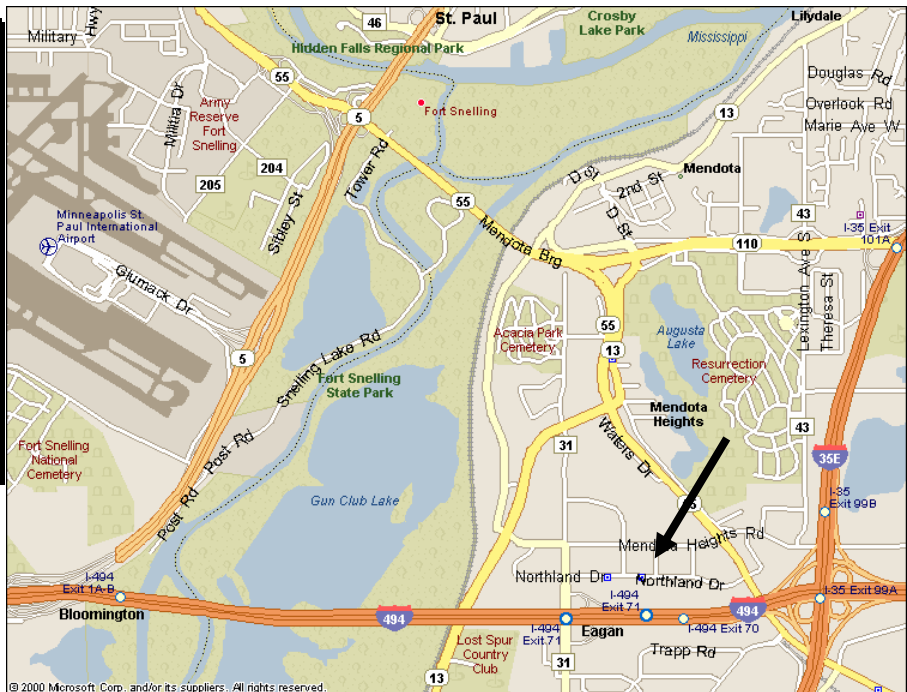 St. Paul
46
Crosby
Lake Park
Lilydale
Military
Hwy
Hidden Falls Regional Park
Mississippi
55
Douglas Rd
Militia Dr
Army
Reserve
Fort
Snelling
Fort Snelling
Overlook Rd
13
Marie Ave W
5
204
Tower Rd
Mendota
205
D St
2nd St
Sibley St
55
D St
43
Minneapolis St.
Paul International
Airport
Mendota Brg
I-35 Exit
101A
110
Glumack Dr
Lexington Ave S
Theresa St
Acacia Park
Cemetery
55
Augusta
Lake
5
Snelling Lake Rd
13
Resurrection
Cemetery
Fort Snelling
State Park
Mendota
Heights
Post Rd
Waters Dr
43
Fort Snelling
National
Cemetery
31
35E
Post Rd
Gun Club Lake
I-35
Exit 99B
Mendota Heights Rd
Northland Dr
Northland Dr
I-494
Exit 1A-B
I-494
Exit 71
I-35 Exit 99A
Bloomington
494
494
I-494
Exit 71
Eagan
I-494 Exit 70
Lost Spur
Country
Club
31
Trapp Rd
13
© 2000 Microsoft Corp. and/or its suppliers. All rights reserved.